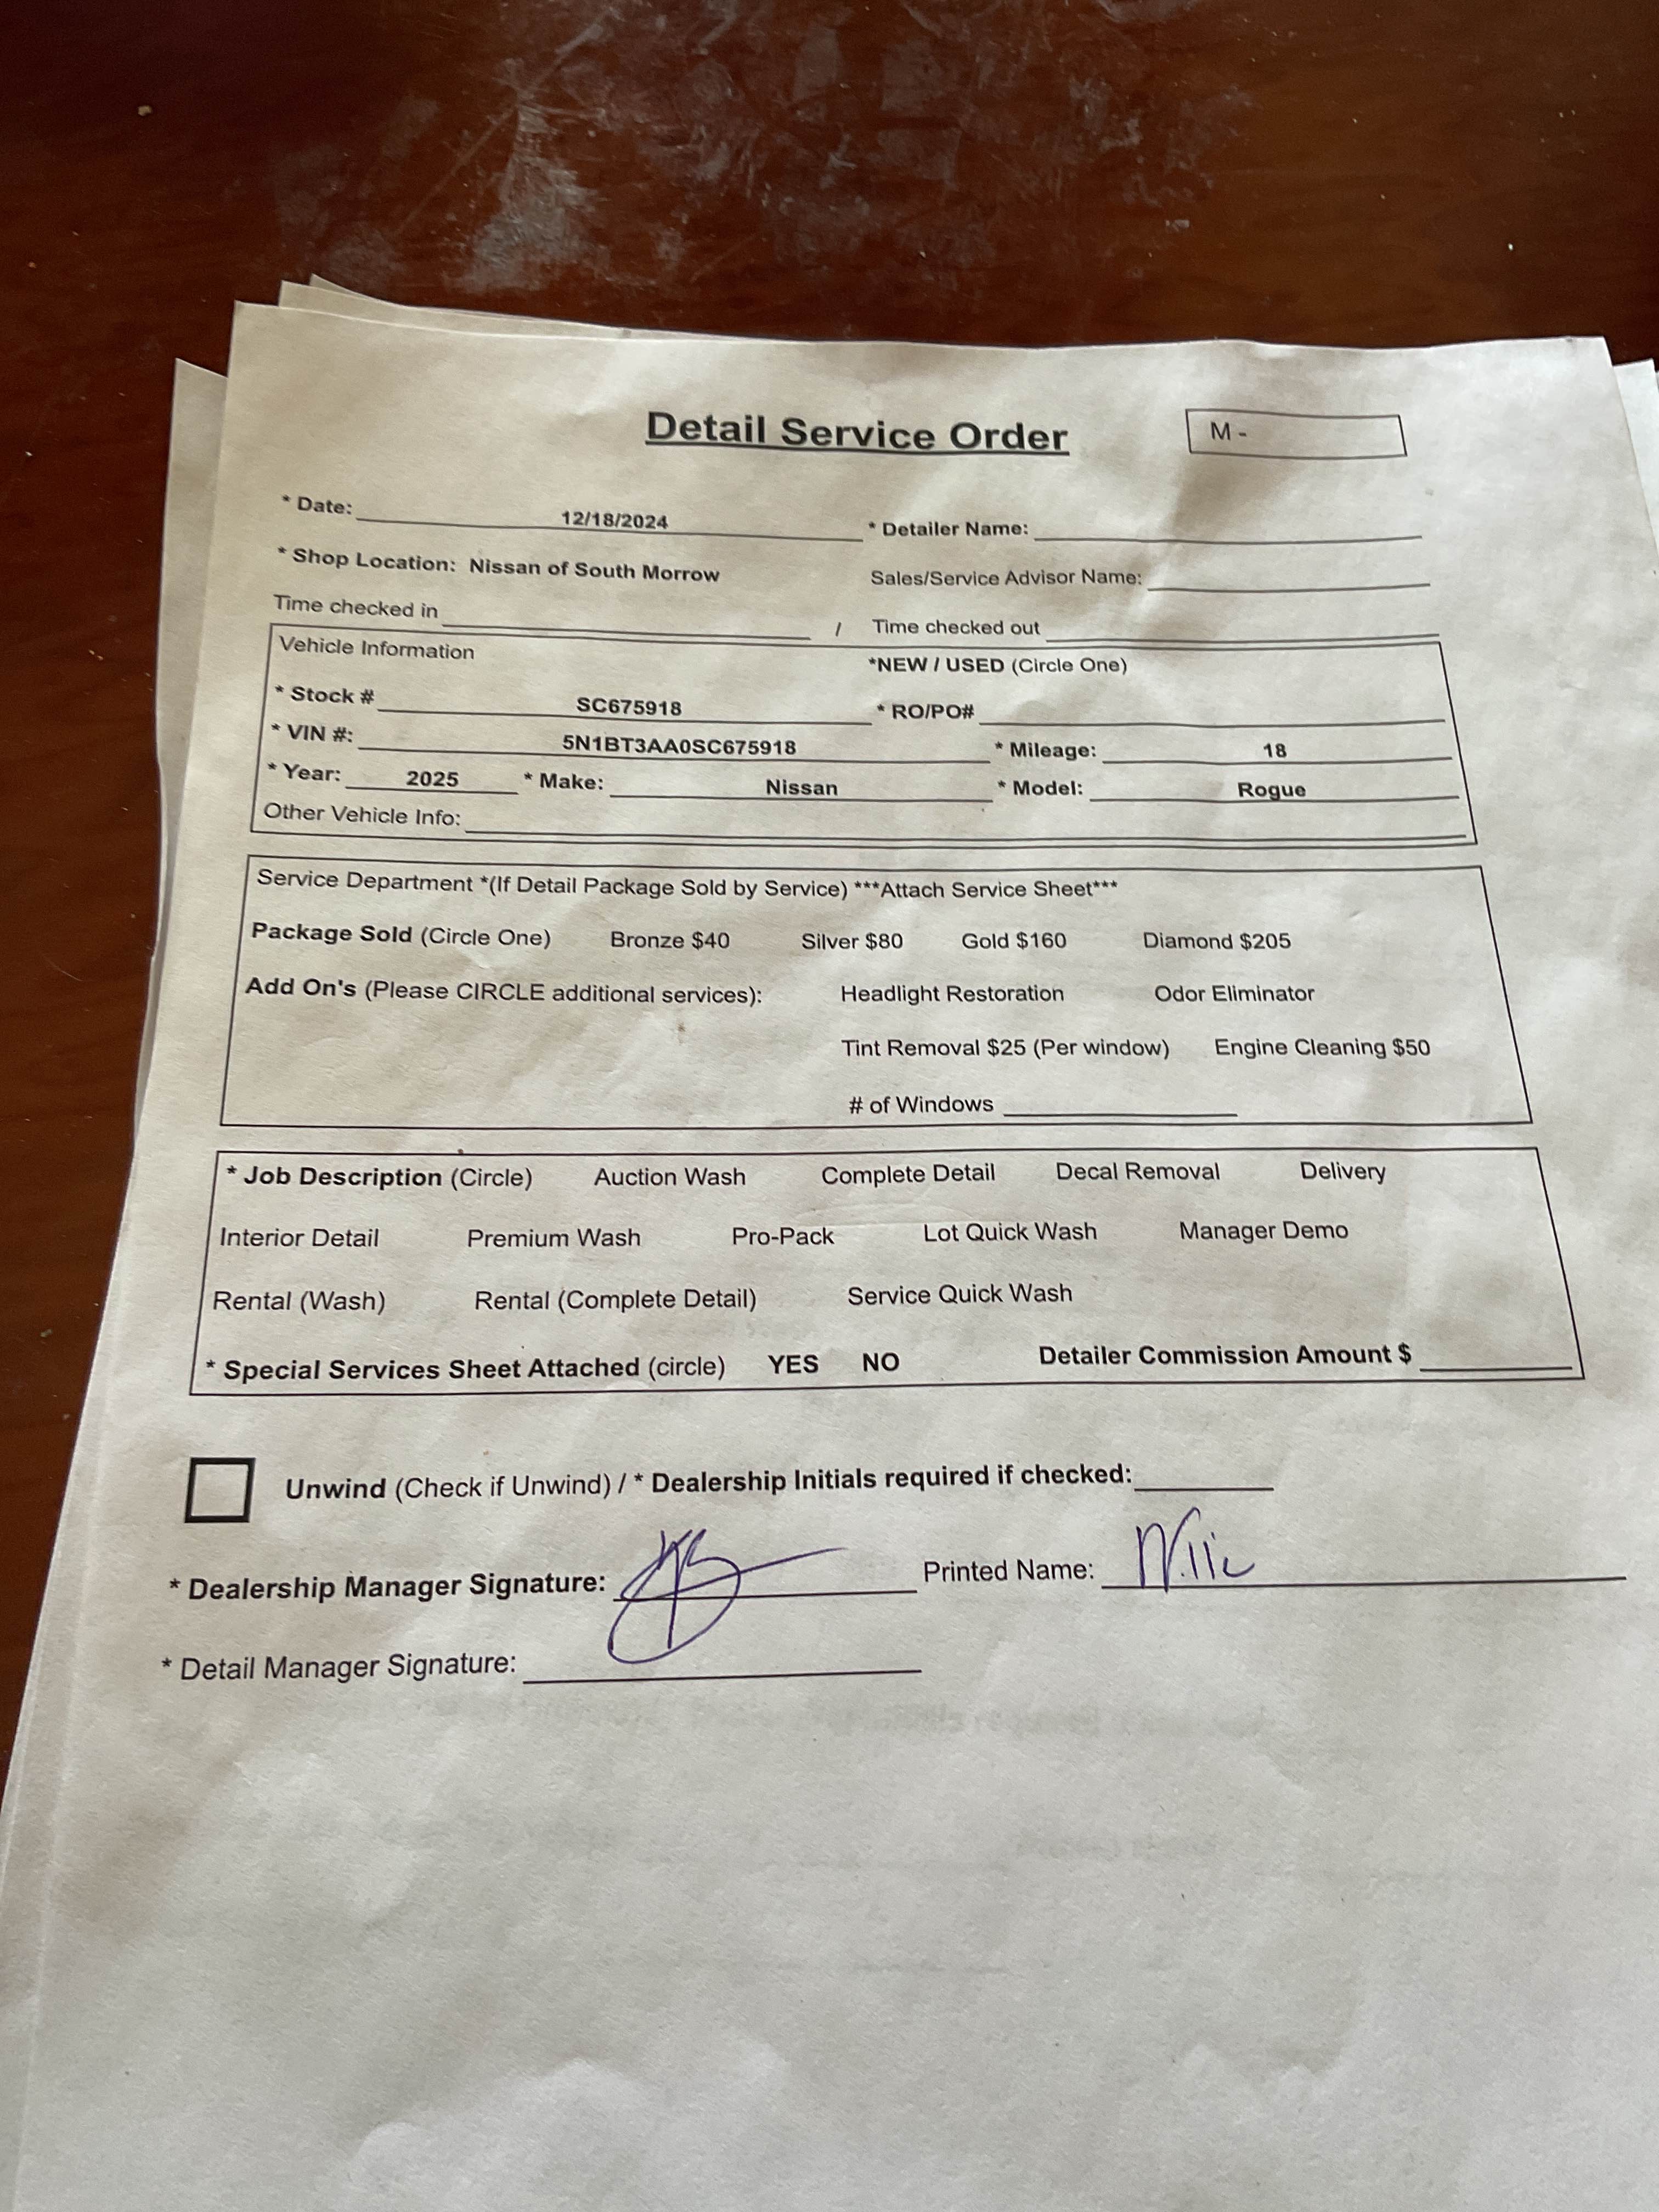 Detail Service Order
M -
* Date: 12/18/2024 * Detailer Name:
* Shop Location: Nissan of South Morrow Sales/Service Advisor Name:
Time checked in / Time checked out
Vehicle Information *NEW / USED (Circle One)
* Stock # SC675918 * RO/PO#
* VIN #: 5N1BT3AA0SC675918 * Mileage: 18
* Year: 2025 * Make: Nissan * Model: Rogue
Other Vehicle Info:
Service Department *(If Detail Package Sold by Service) ***Attach Service Sheet***
Package Sold (Circle One) Bronze $40 Silver $80 Gold $160 Diamond $205
Add On's (Please CIRCLE additional services): Headlight Restoration Odor Eliminator
Tint Removal $25 (Per window) Engine Cleaning $50
# of Windows
* Job Description (Circle) Auction Wash Complete Detail Decal Removal Delivery
Interior Detail Premium Wash Pro-Pack Lot Quick Wash Manager Demo
Rental (Wash) Rental (Complete Detail) Service Quick Wash
* Special Services Sheet Attached (circle) YES NO Detailer Commission Amount $
Unwind (Check if Unwind) / * Dealership Initials required if checked:
* Dealership Manager Signature: Printed Name:
* Detail Manager Signature: